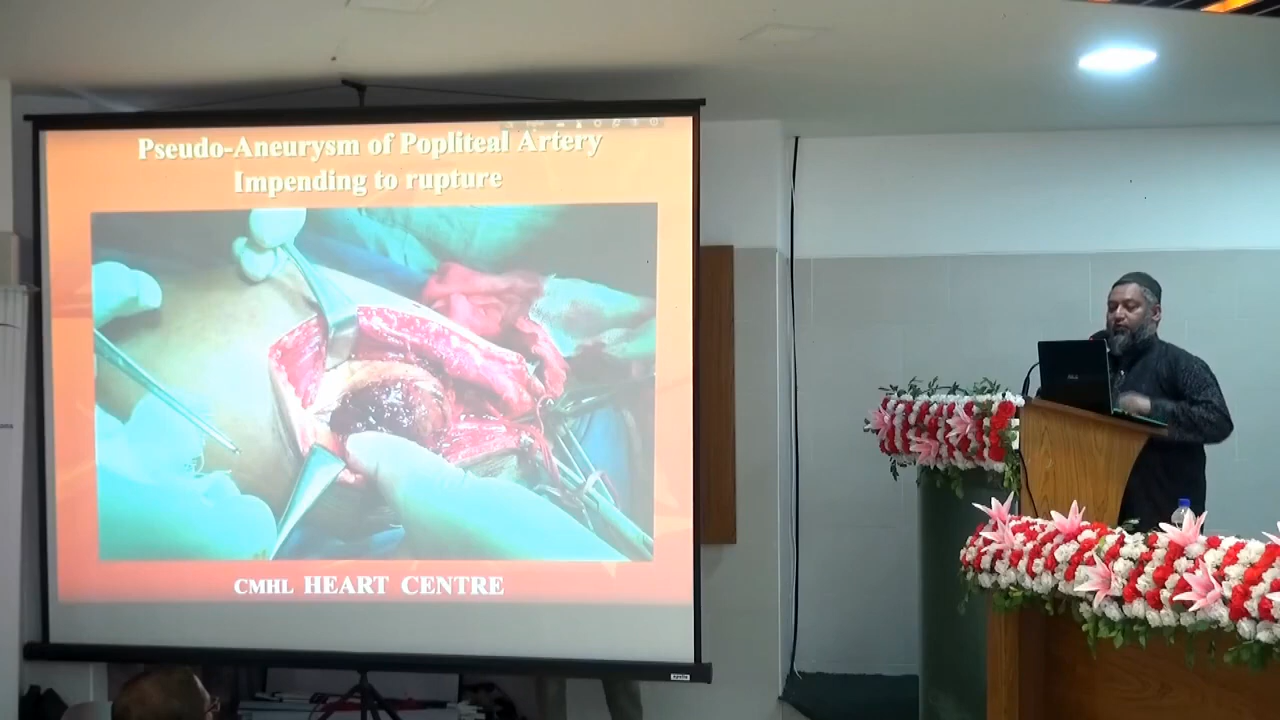 Pseudo-Aneurysm of Popliteal Artery
Impending to rupture
CMHL HEART CENTRE